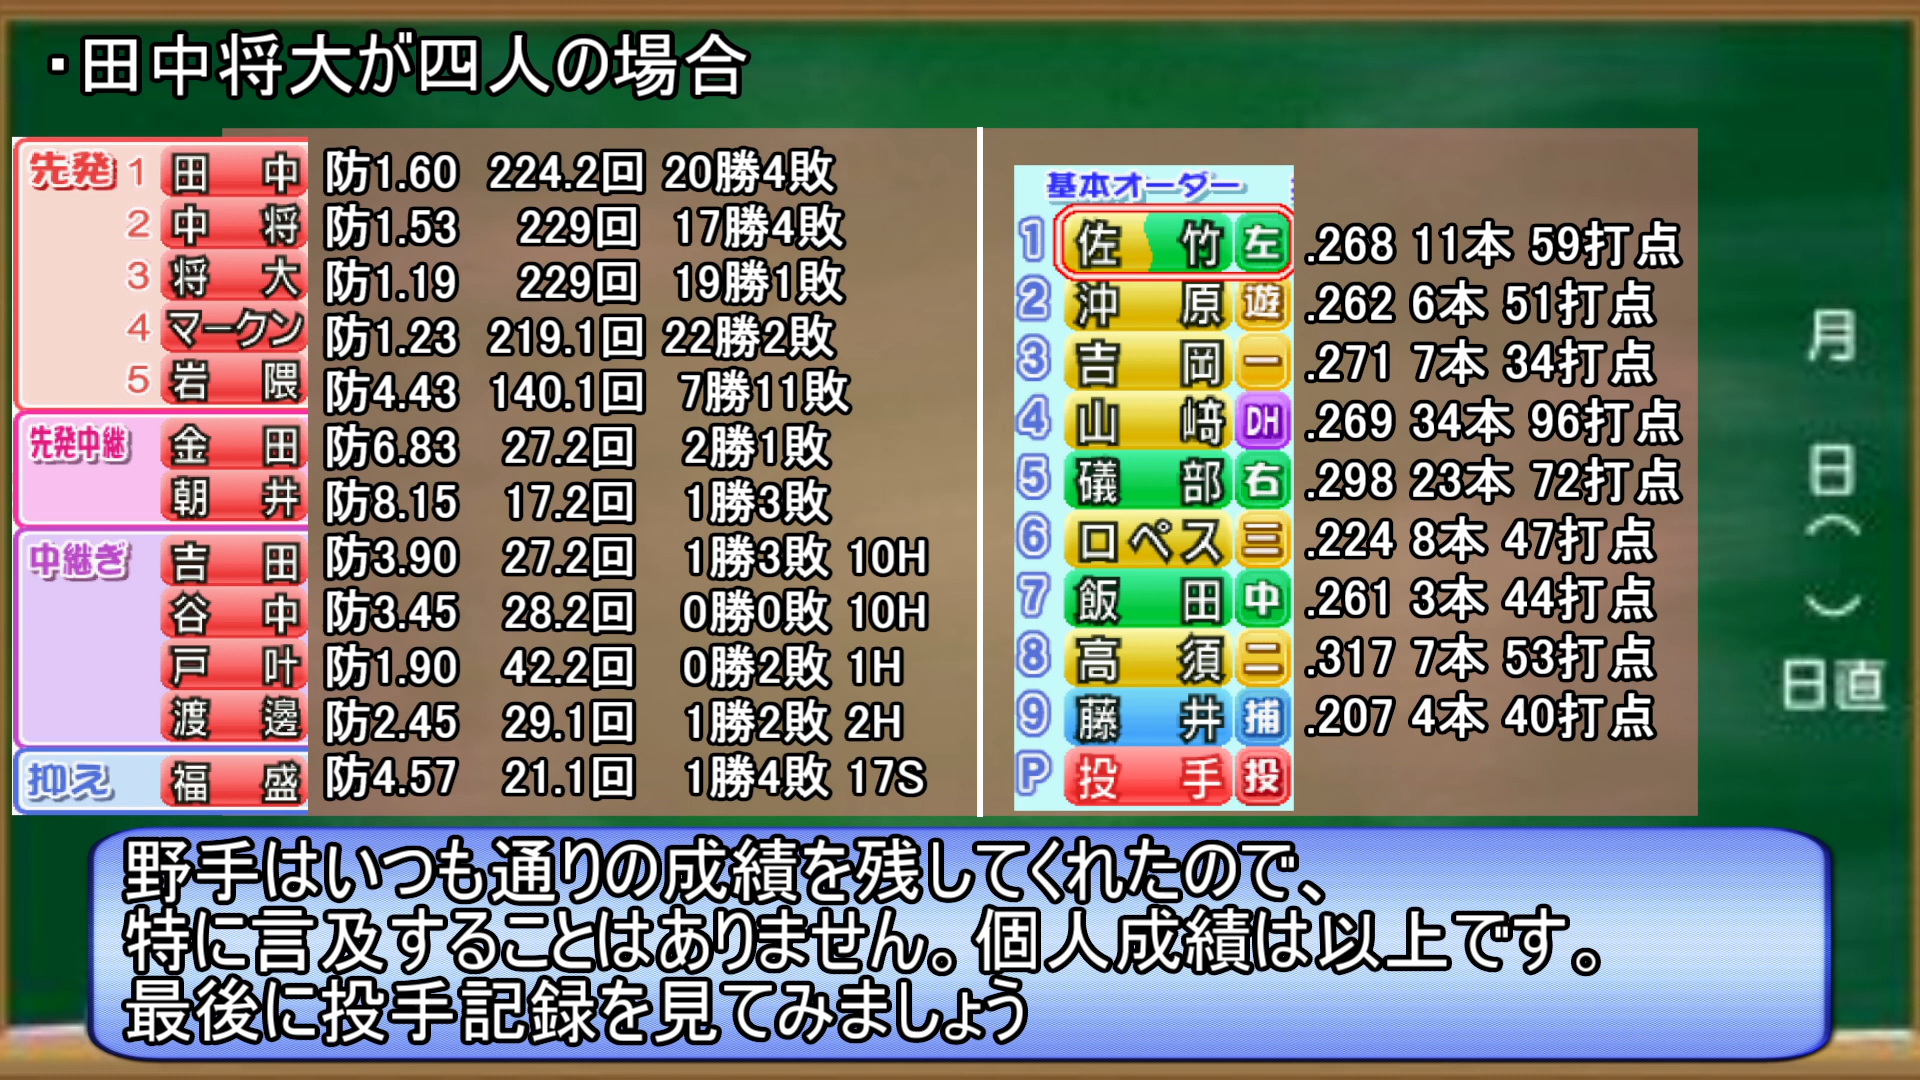 ・田中将大が四人の場合
先発 1 田中 防1.60 224.2回 20勝4敗
2 中将 防1.53 229回 17勝4敗
3 将大 防1.19 229回 19勝1敗
4 マークン 防1.23 219.1回 22勝2敗
5 岩隈 防4.43 140.1回 7勝11敗
先発中継 金田 防6.83 27.2回 2勝1敗
朝井 防8.15 17.2回 1勝3敗
中継ぎ 吉田 防3.90 27.2回 1勝3敗 10H
谷中 防3.45 28.2回 0勝0敗 10H
戸叶 防1.90 42.2回 0勝2敗 1H
渡邊 防2.45 29.1回 1勝2敗 2H
抑え 福盛 防4.57 21.1回 1勝4敗 17S
基本オーダー
1 佐竹 左 .268 11本 59打点
2 沖原 遊 .262 6本 51打点
3 吉岡 一 .271 7本 34打点
4 山﨑 DH .269 34本 96打点
5 礒部 右 .298 23本 72打点
6 ロペス 三 .224 8本 47打点
7 飯田 中 .261 3本 44打点
8 高須 二 .317 7本 53打点
9 藤井 捕 .207 4本 40打点
P 投手 投
月
日
（
）
日直
野手はいつも通りの成績を残してくれたので、
特に言及することはありません。個人成績は以上です。
最後に投手記録を見てみましょう